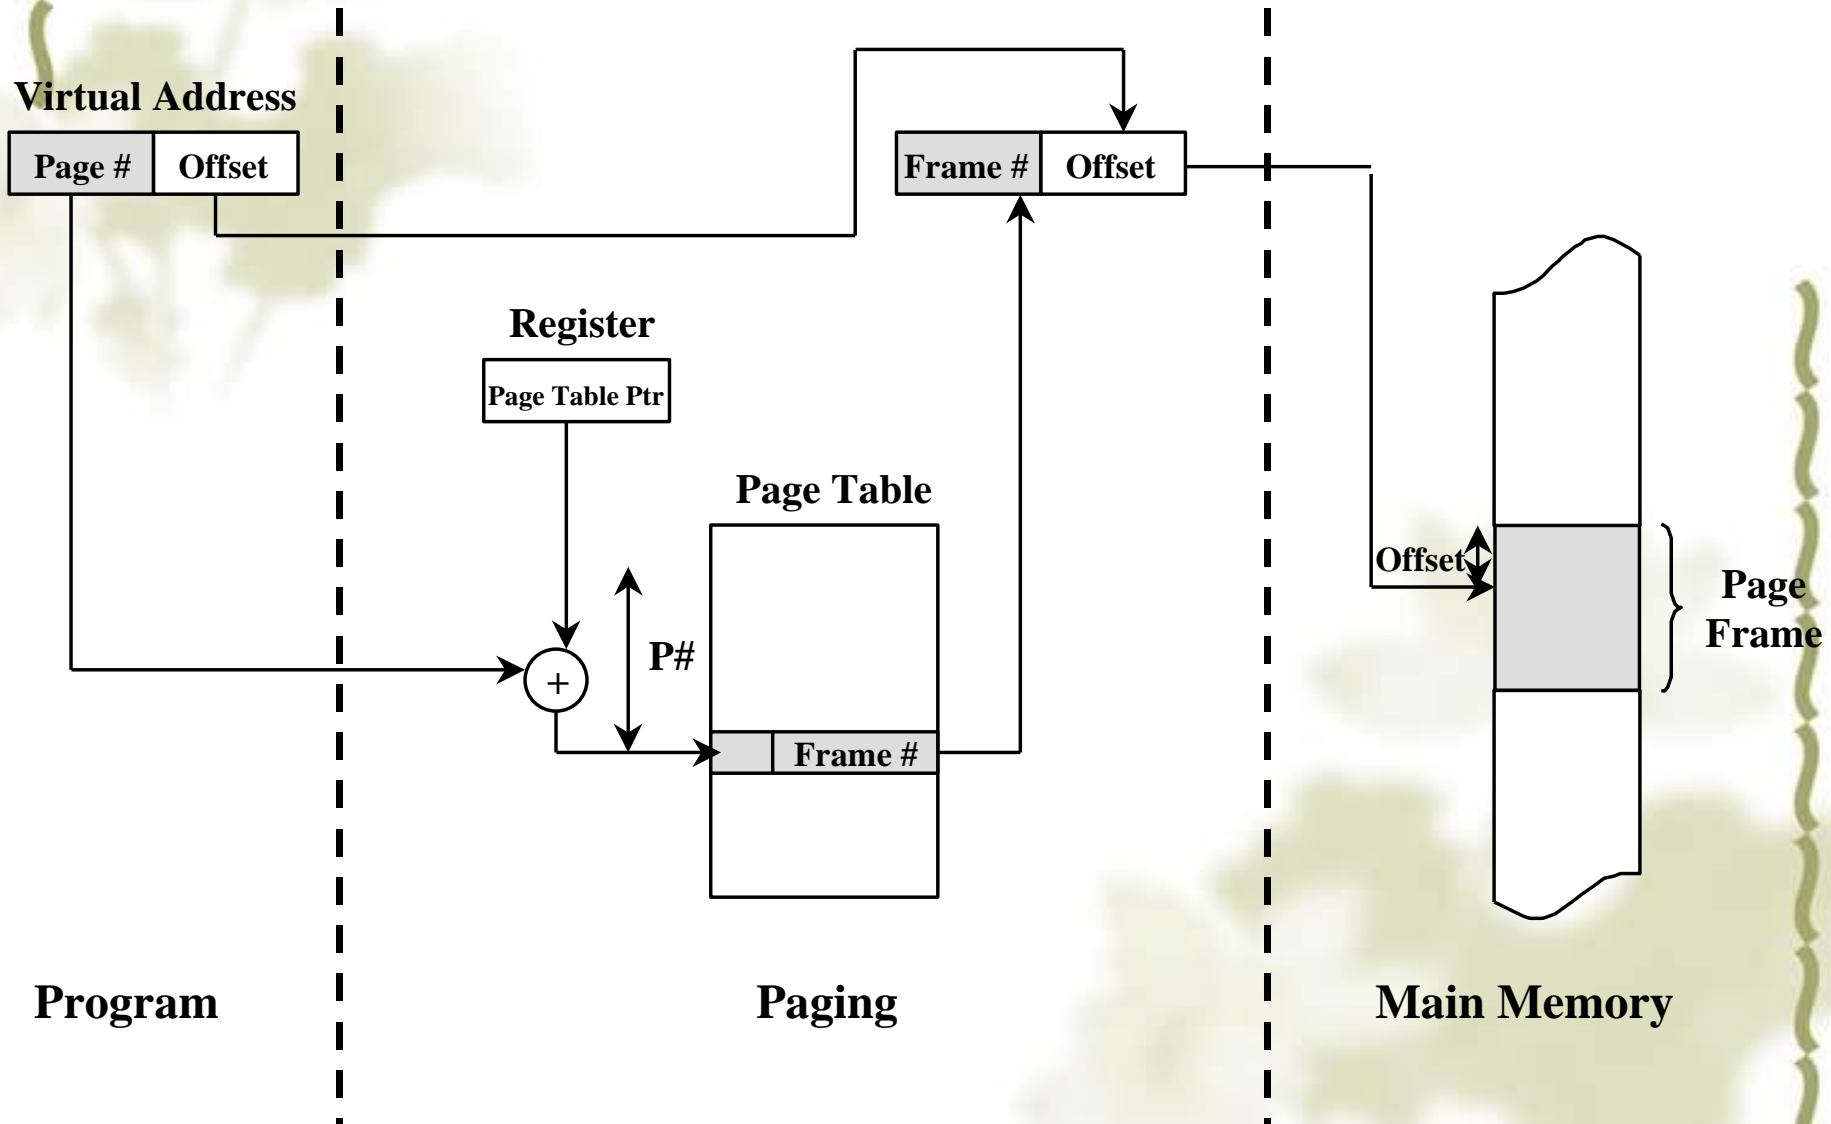 Virtual Address
Page #
Offset
Frame #
Offset
Register
Page Table Ptr
Page Table
Offset
P#
+
Page
Frame
Frame #
Program
Paging
Main Memory